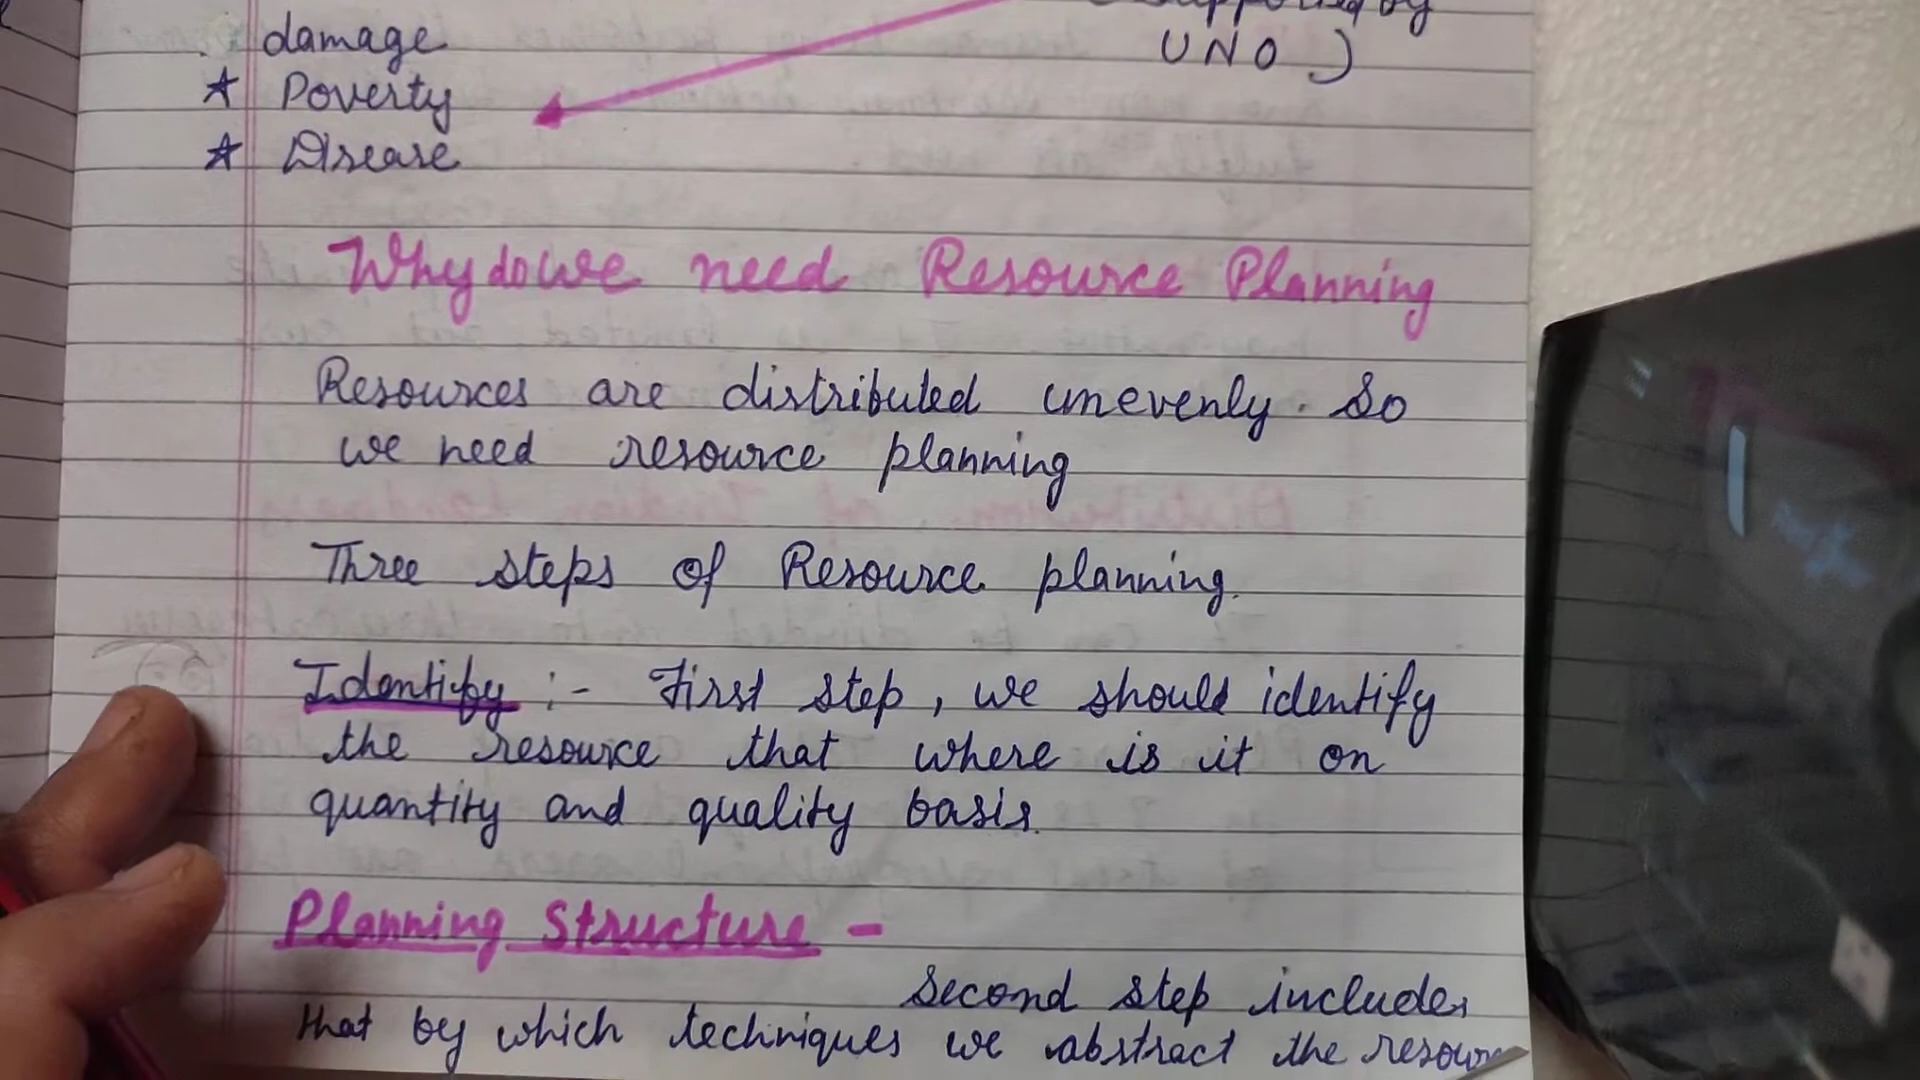 damage
by
UNO )
★ Poverty
★ Disease
Why do we need Resource Planning
Resources are distributed unevenly. So
we need resource planning
Three steps of Resource planning.
Identify :- First step, we should identify
the resource that where is it on
quantity and quality basis.
Planning Structure -
Second step includes
that by which techniques we abstract the